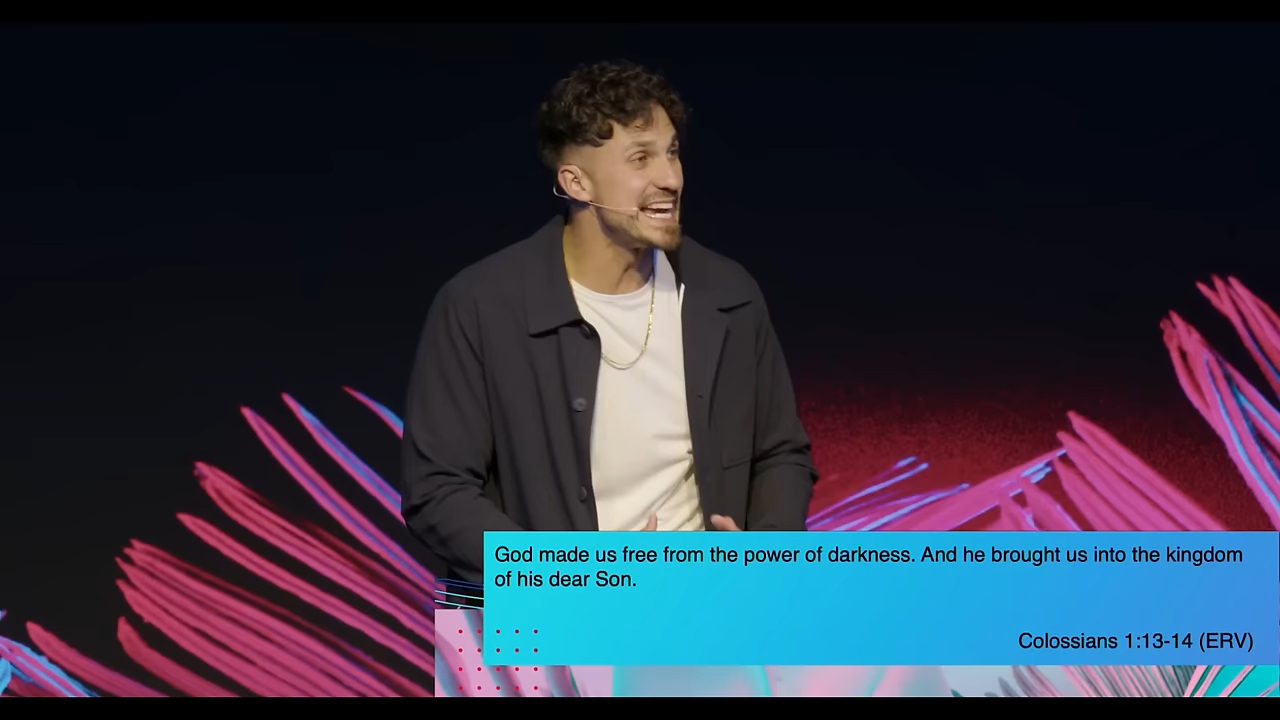 God made us free from the power of darkness. And he brought us into the kingdom
of his dear Son.
Colossians 1:13-14 (ERV)